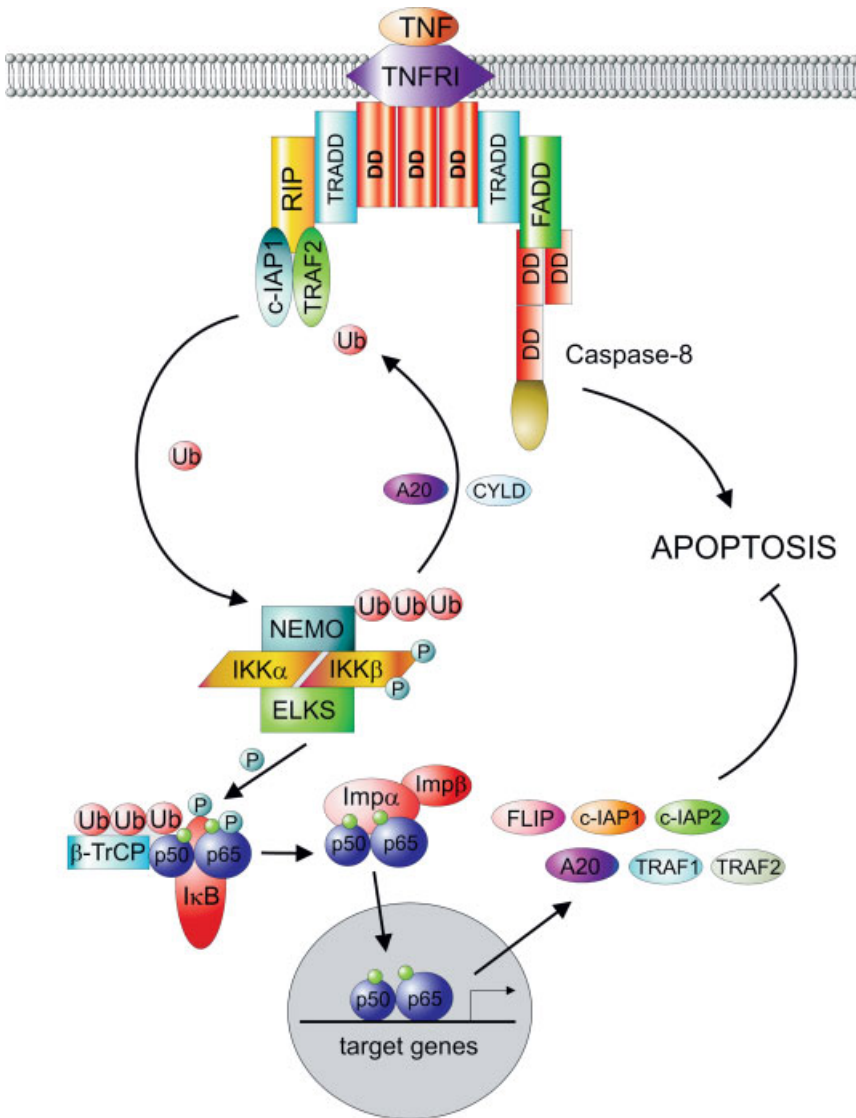 TNF
TNFRI
RIP
TRADD
DD
DD
DD
TRADD
FADD
c-IAP1
TRAF2
DD
DD
DD
Ub
Caspase-8
Ub
A20
CYLD
APOPTOSIS
Ub Ub Ub
NEMO
IKKα
IKKβ
P
P
ELKS
P
Ub Ub Ub
P
P
β-TrCP
p50
p65
IκB
Impα
Impβ
p50
p65
FLIP
c-IAP1
c-IAP2
A20
TRAF1
TRAF2
p50
p65
target genes